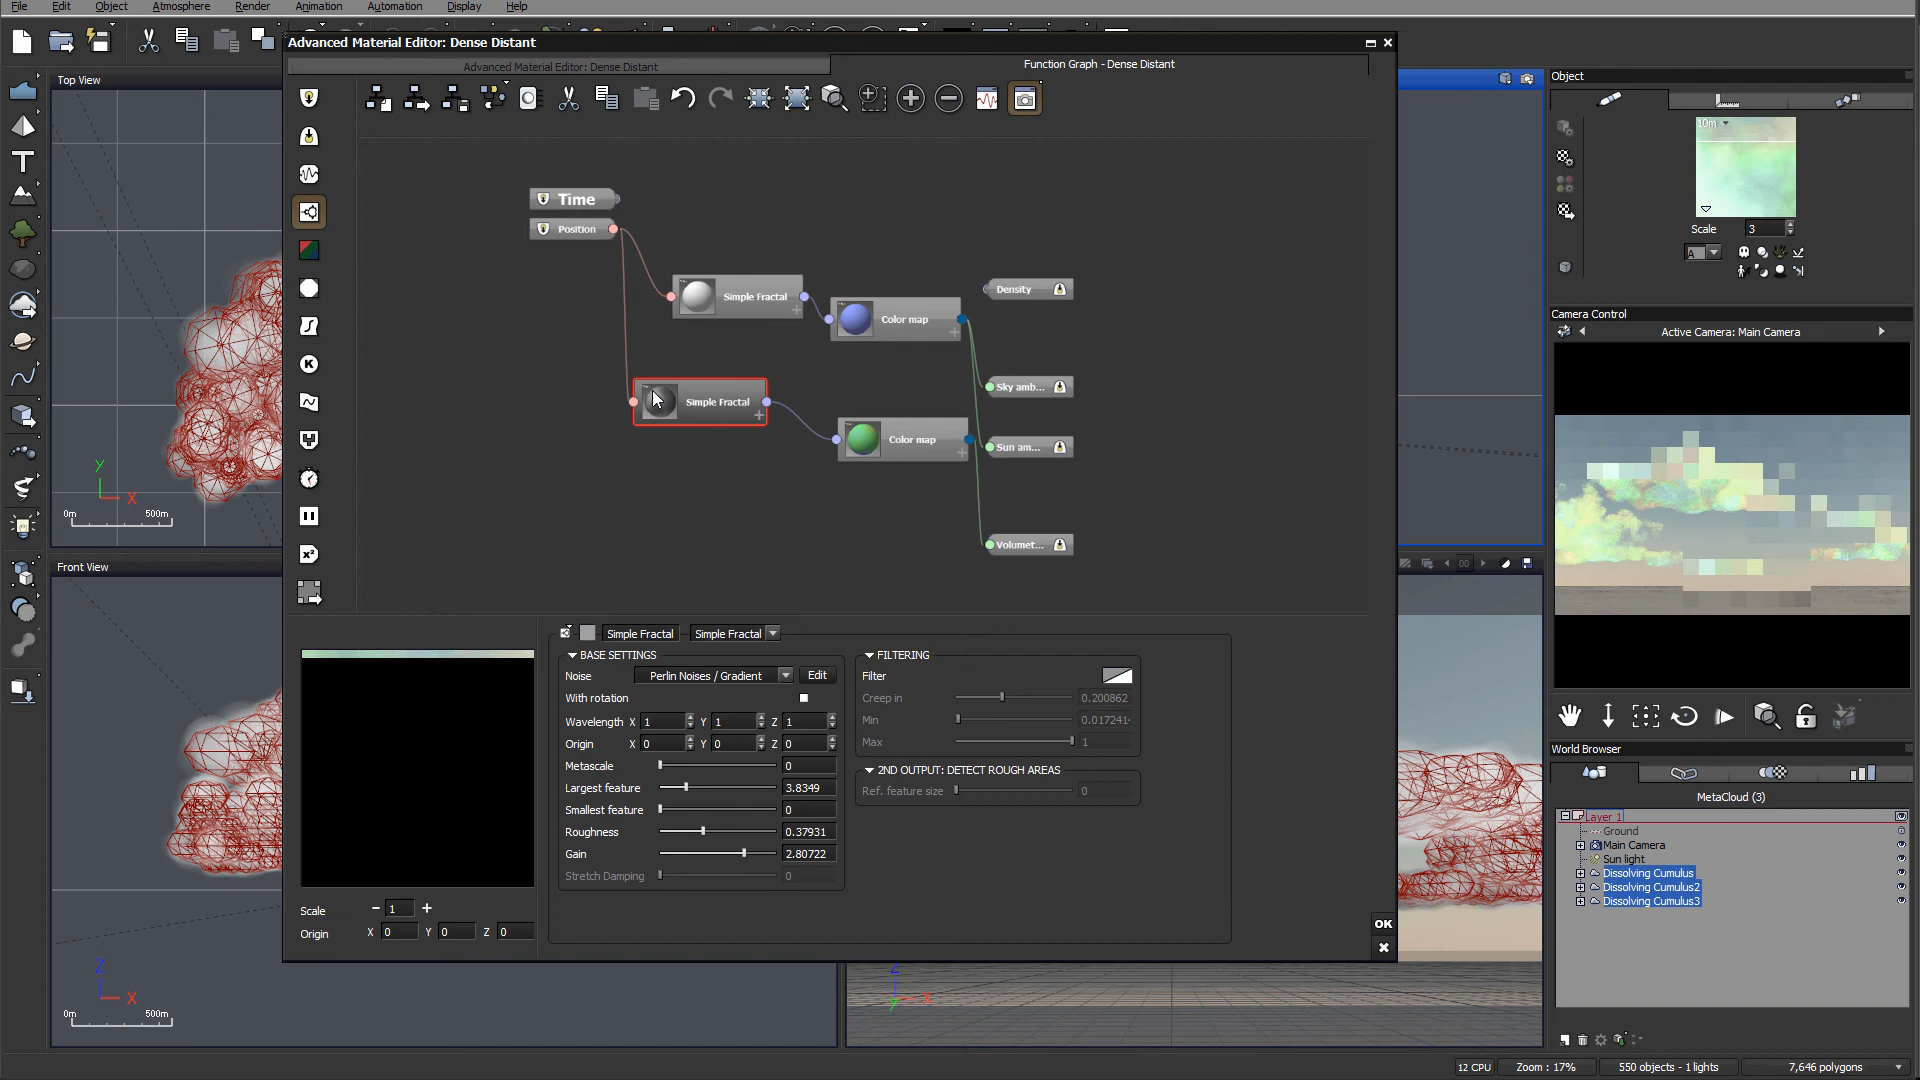 File Edit Object Atmosphere Render Animation Automation Display Help
Advanced Material Editor: Dense Distant
Advanced Material Editor: Dense Distant
Function Graph - Dense Distant
Top View
Front View
Time
Position
Simple Fractal
Color map
Density
Sky amb...
Simple Fractal
Color map
Sun am...
Volumet...
Y
X
0m 500m
Z
X
0m 500m
Simple Fractal Simple Fractal
BASE SETTINGS
Noise Perlin Noises / Gradient Edit
With rotation
Wavelength X 1 Y 1 Z 1
Origin X 0 Y 0 Z 0
Metascale 0
Largest feature 3.8349
Smallest feature 0
Roughness 0.37931
Gain 2.80722
Stretch Damping 0
FILTERING
Filter
Creep in 0.200862
Min 0.017241
Max 1
2ND OUTPUT: DETECT ROUGH AREAS
Ref. feature size 0
Scale 1
Origin X 0 Y 0 Z 0
OK
Z
Y
X
00
Object
10m
Scale 3
A
Camera Control
Active Camera: Main Camera
World Browser
MetaCloud (3)
Layer 1
Ground
Main Camera
Sun light
Dissolving Cumulus
Dissolving Cumulus2
Dissolving Cumulus3
12 CPU Zoom : 17% 550 objects - 1 lights 7,646 polygons